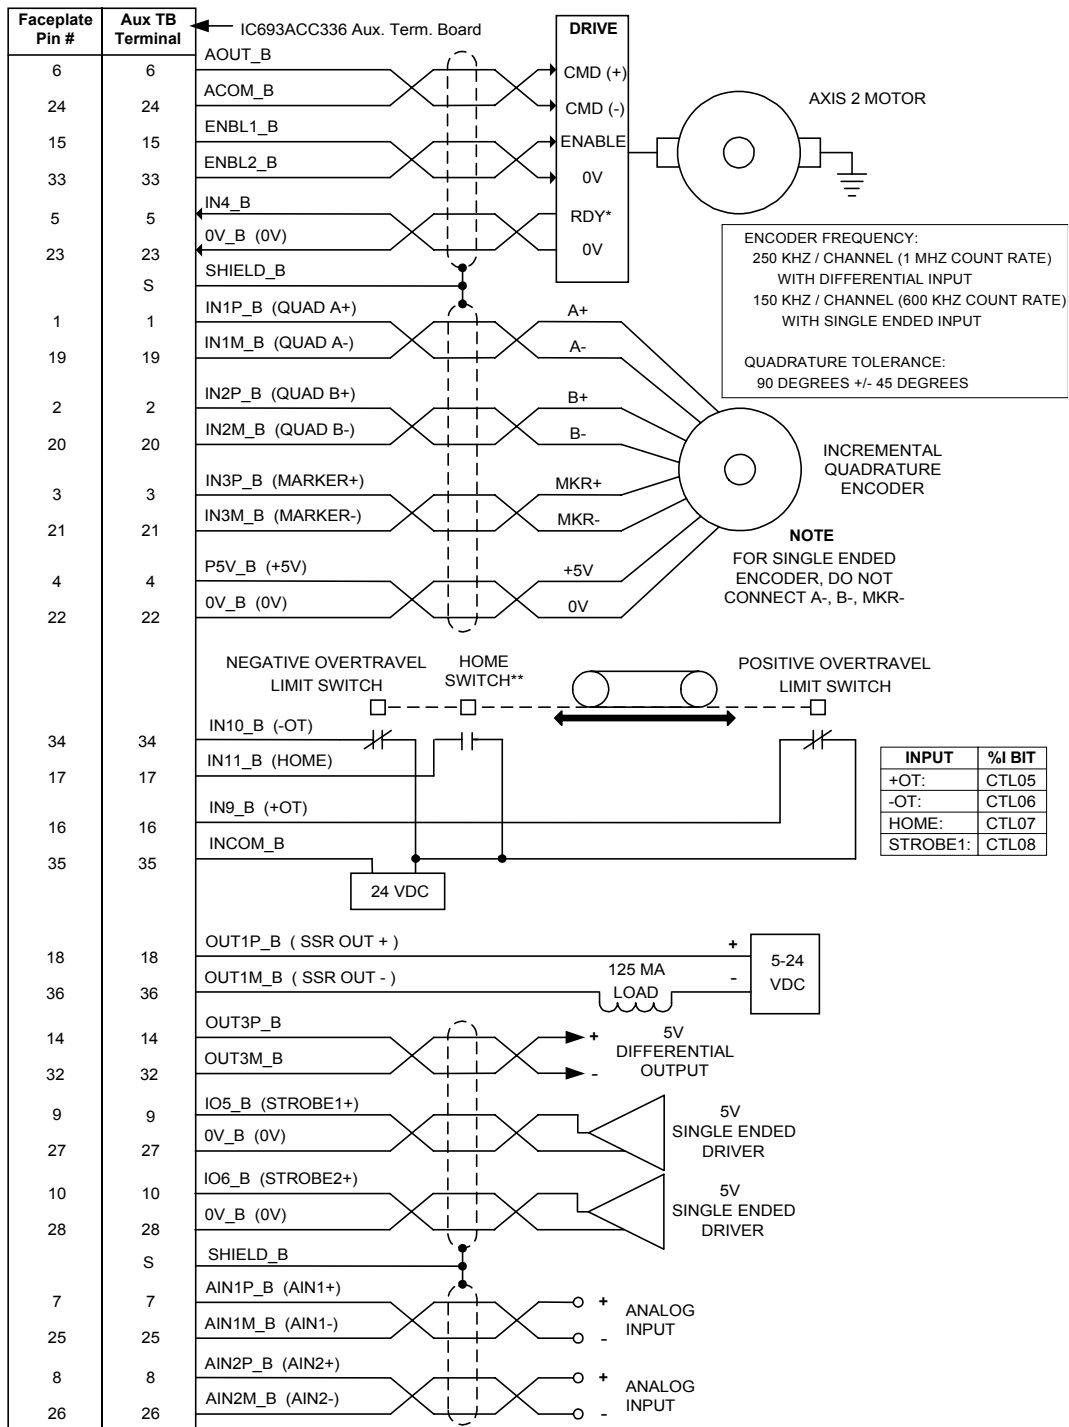 Faceplate Pin #
Aux TB Terminal
IC693ACC336 Aux. Term. Board
DRIVE
6 6 AOUT_B CMD (+)
24 24 ACOM_B CMD (-)
AXIS 2 MOTOR
15 15 ENBL1_B ENABLE
33 33 ENBL2_B 0V
5 5 IN4_B RDY*
23 23 0V_B (0V) 0V
S SHIELD_B
ENCODER FREQUENCY:
250 KHZ / CHANNEL (1 MHZ COUNT RATE)
WITH DIFFERENTIAL INPUT
150 KHZ / CHANNEL (600 KHZ COUNT RATE)
WITH SINGLE ENDED INPUT
QUADRATURE TOLERANCE:
90 DEGREES +/- 45 DEGREES
1 1 IN1P_B (QUAD A+) A+
19 19 IN1M_B (QUAD A-) A-
2 2 IN2P_B (QUAD B+) B+
20 20 IN2M_B (QUAD B-) B-
INCREMENTAL
QUADRATURE
ENCODER
3 3 IN3P_B (MARKER+) MKR+
21 21 IN3M_B (MARKER-) MKR-
NOTE
FOR SINGLE ENDED
ENCODER, DO NOT
CONNECT A-, B-, MKR-
4 4 P5V_B (+5V) +5V
22 22 0V_B (0V) 0V
NEGATIVE OVERTRAVEL
LIMIT SWITCH
HOME
SWITCH**
POSITIVE OVERTRAVEL
LIMIT SWITCH
34 34 IN10_B (-OT)
17 17 IN11_B (HOME)
16 16 IN9_B (+OT)
35 35 INCOM_B
24 VDC
INPUT %I BIT
+OT: CTL05
-OT: CTL06
HOME: CTL07
STROBE1: CTL08
18 18 OUT1P_B ( SSR OUT + ) +
36 36 OUT1M_B ( SSR OUT - ) -
125 MA
LOAD
5-24
VDC
14 14 OUT3P_B +
32 32 OUT3M_B -
5V
DIFFERENTIAL
OUTPUT
9 9 IO5_B (STROBE1+)
27 27 0V_B (0V)
5V
SINGLE ENDED
DRIVER
10 10 IO6_B (STROBE2+)
28 28 0V_B (0V)
5V
SINGLE ENDED
DRIVER
S SHIELD_B
7 7 AIN1P_B (AIN1+) +
25 25 AIN1M_B (AIN1-) -
ANALOG
INPUT
8 8 AIN2P_B (AIN2+) +
26 26 AIN2M_B (AIN2-) -
ANALOG
INPUT